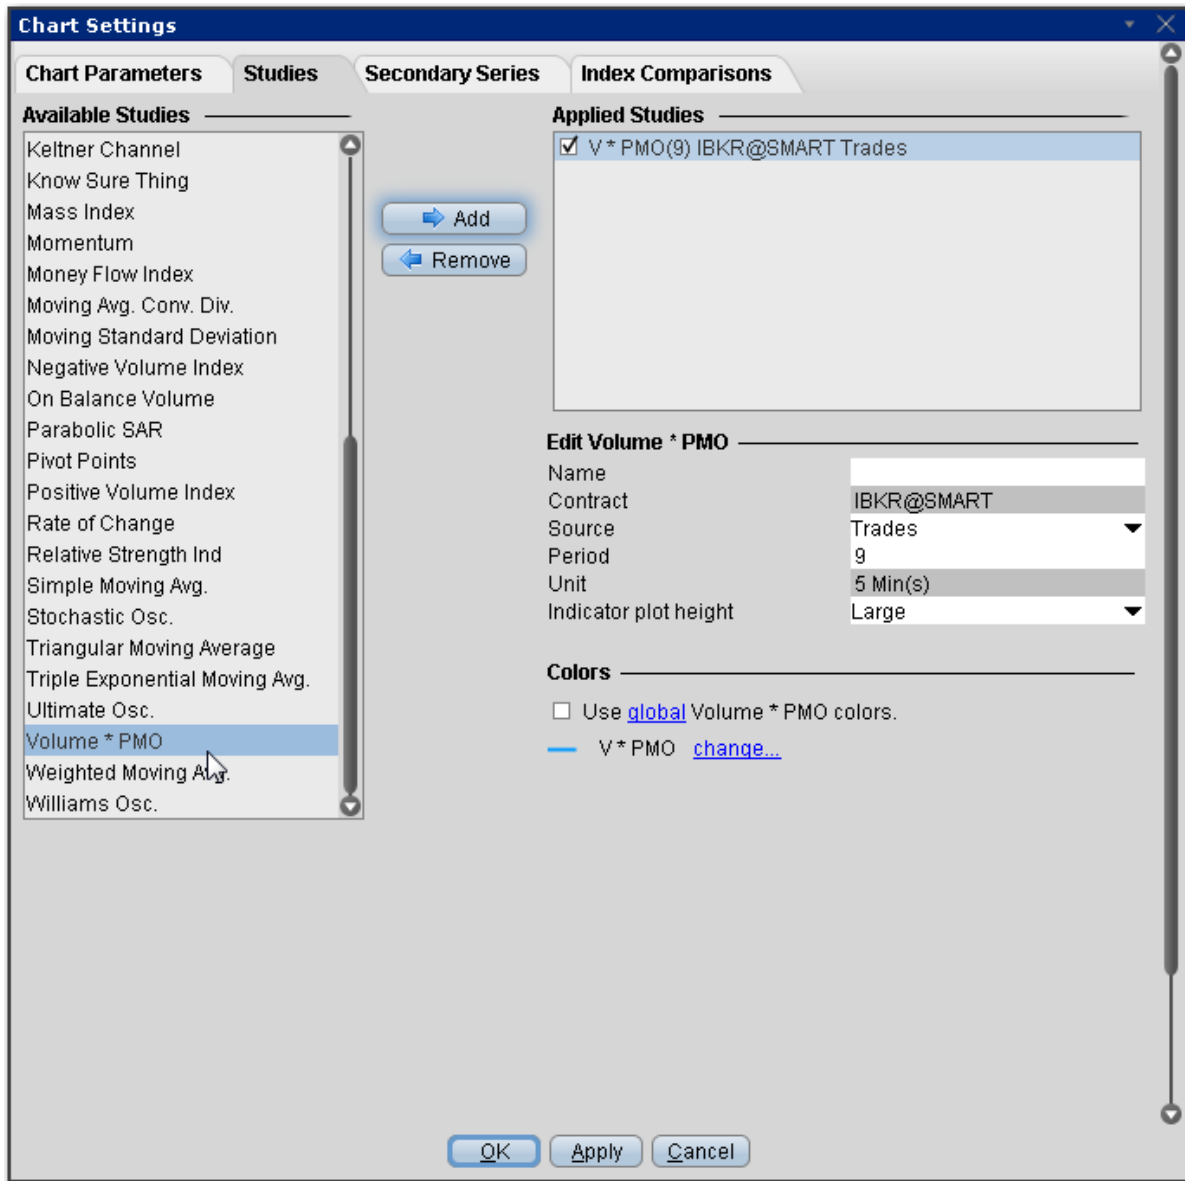 Chart Settings
Chart Parameters
Studies
Secondary Series
Index Comparisons
Available Studies
Keltner Channel
Know Sure Thing
Mass Index
Momentum
Money Flow Index
Moving Avg. Conv. Div.
Moving Standard Deviation
Negative Volume Index
On Balance Volume
Parabolic SAR
Pivot Points
Positive Volume Index
Rate of Change
Relative Strength Ind
Simple Moving Avg.
Stochastic Osc.
Triangular Moving Average
Triple Exponential Moving Avg.
Ultimate Osc.
Volume * PMO
Weighted Moving Avg.
Williams Osc.
Add
Remove
Applied Studies
V * PMO(9) IBKR@SMART Trades
Edit Volume * PMO
Name
Contract IBKR@SMART
Source Trades
Period 9
Unit 5 Min(s)
Indicator plot height Large
Colors
Use global Volume * PMO colors.
V * PMO change...
OK
Apply
Cancel